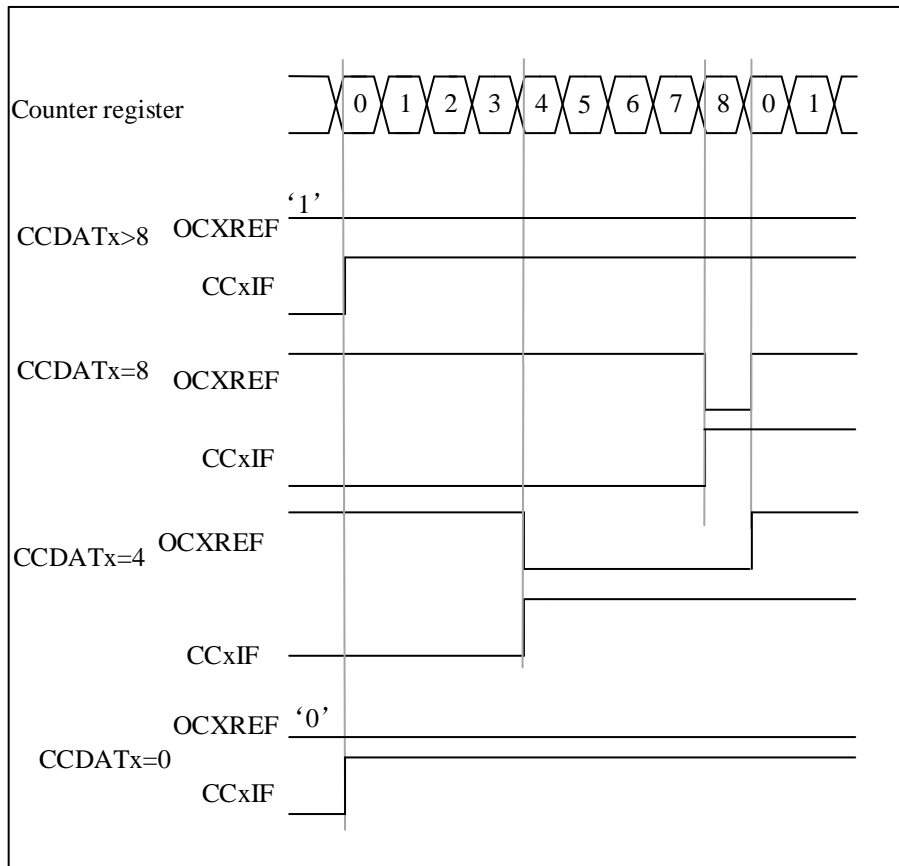 Counter register 0 1 2 3 4 5 6 7 8 0 1
‘1’
CCDATx>8 OCXREF
CCxIF
CCDATx=8 OCXREF
CCxIF
CCDATx=4 OCXREF
CCxIF
OCXREF ‘0’
CCDATx=0
CCxIF